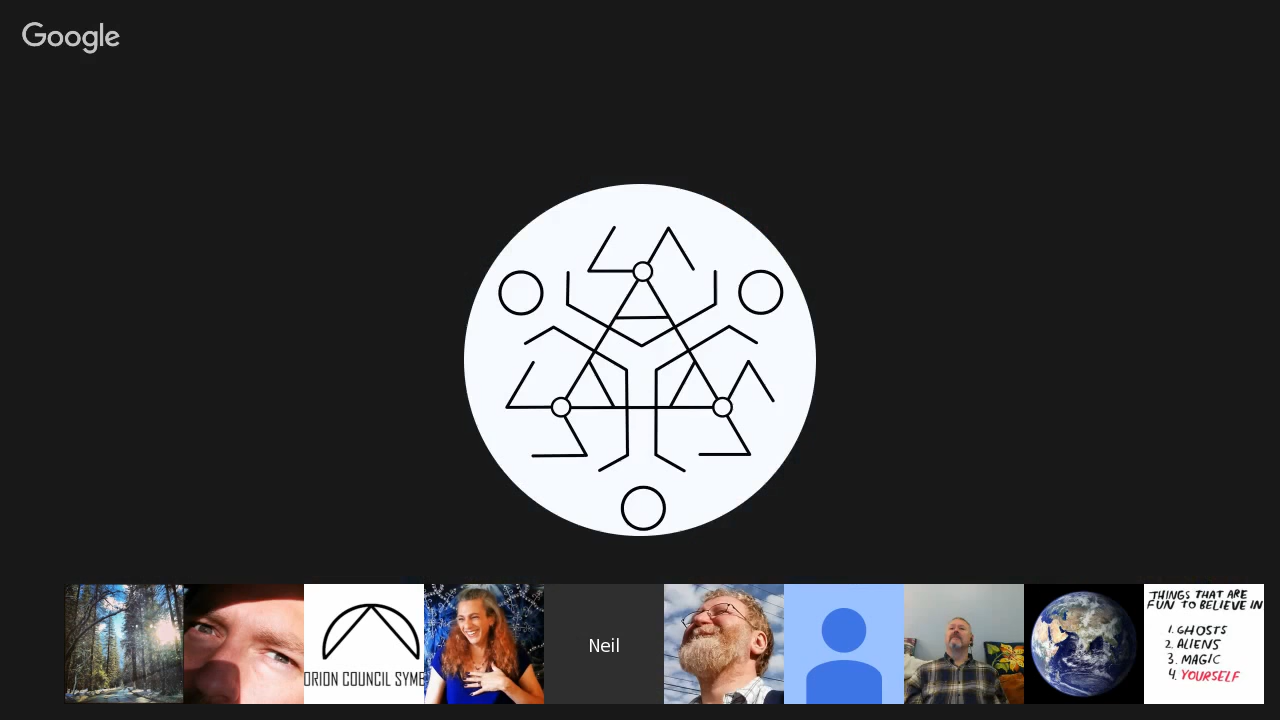 Google
ORION COUNCIL SYME
Neil
THINGS THAT ARE
FUN TO BELIEVE IN
1. GHOSTS
2. ALIENS
3. MAGIC
4. YOURSELF